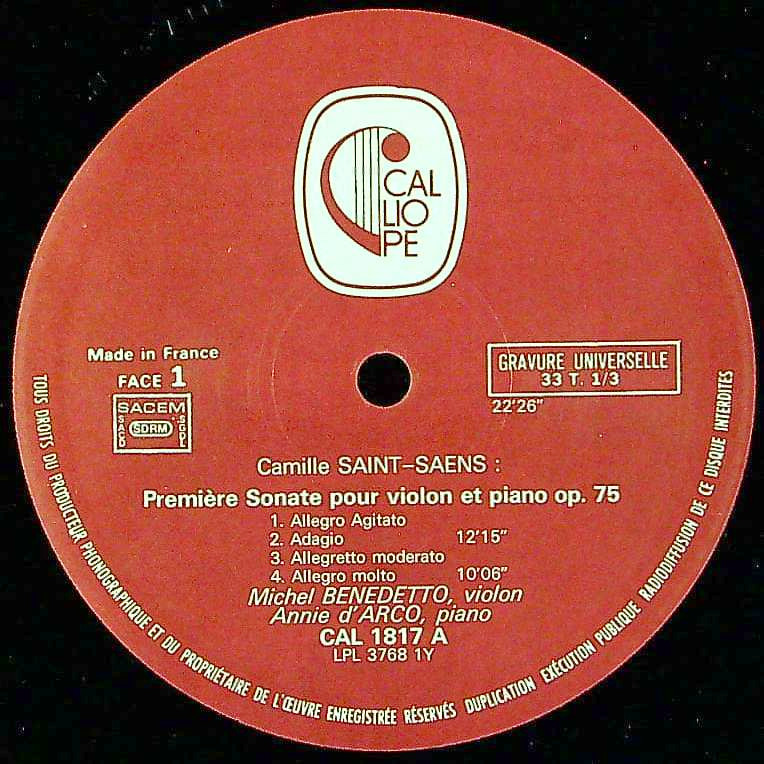 CAL
LIO
PE
Made in France
FACE 1
SACEM
SACD
SDRM
SGDL
GRAVURE UNIVERSELLE
33 T. 1/3
22'26"
Camille SAINT-SAENS :
Première Sonate pour violon et piano op. 75
1. Allegro Agitato
2. Adagio 12'15"
3. Allegretto moderato
4. Allegro molto 10'06"
Michel BENEDETTO, violon
Annie d'ARCO, piano
CAL 1817 A
LPL 3768 1Y
TOUS DROITS DU PRODUCTEUR PHONOGRAPHIQUE ET DU PROPRIÉTAIRE DE L'ŒUVRE ENREGISTRÉE RÉSERVÉS DUPLICATION EXÉCUTION PUBLIQUE RADIODIFFUSION DE CE DISQUE INTERDITES